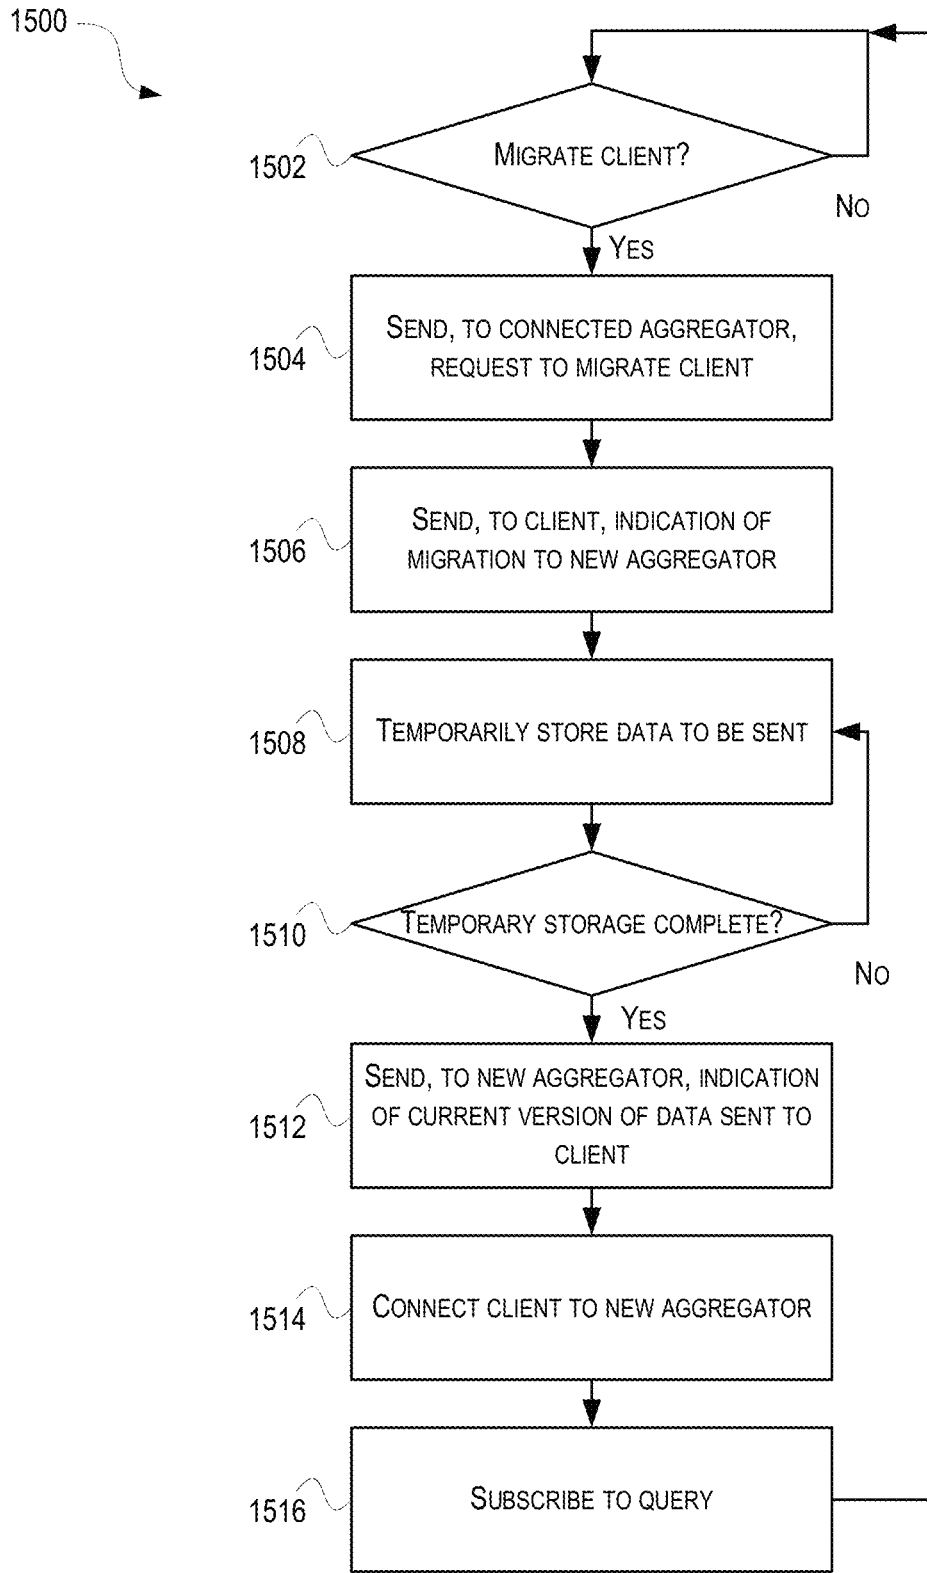 1500
1502
MIGRATE CLIENT?
NO
YES
1504
SEND, TO CONNECTED AGGREGATOR,
REQUEST TO MIGRATE CLIENT
1506
SEND, TO CLIENT, INDICATION OF
MIGRATION TO NEW AGGREGATOR
1508
TEMPORARILY STORE DATA TO BE SENT
1510
TEMPORARY STORAGE COMPLETE?
NO
YES
1512
SEND, TO NEW AGGREGATOR, INDICATION
OF CURRENT VERSION OF DATA SENT TO
CLIENT
1514
CONNECT CLIENT TO NEW AGGREGATOR
1516
SUBSCRIBE TO QUERY